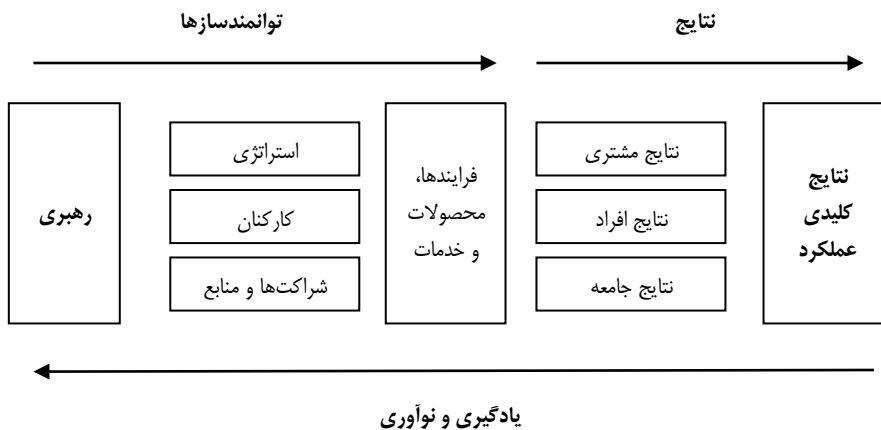 توانمندسازها
نتایج
رهبری
استراتژی
کارکنان
شراکت‌ها و منابع
فرایندها،
محصولات
و خدمات
نتایج مشتری
نتایج افراد
نتایج جامعه
نتایج
کلیدی
عملکرد
یادگیری و نوآوری